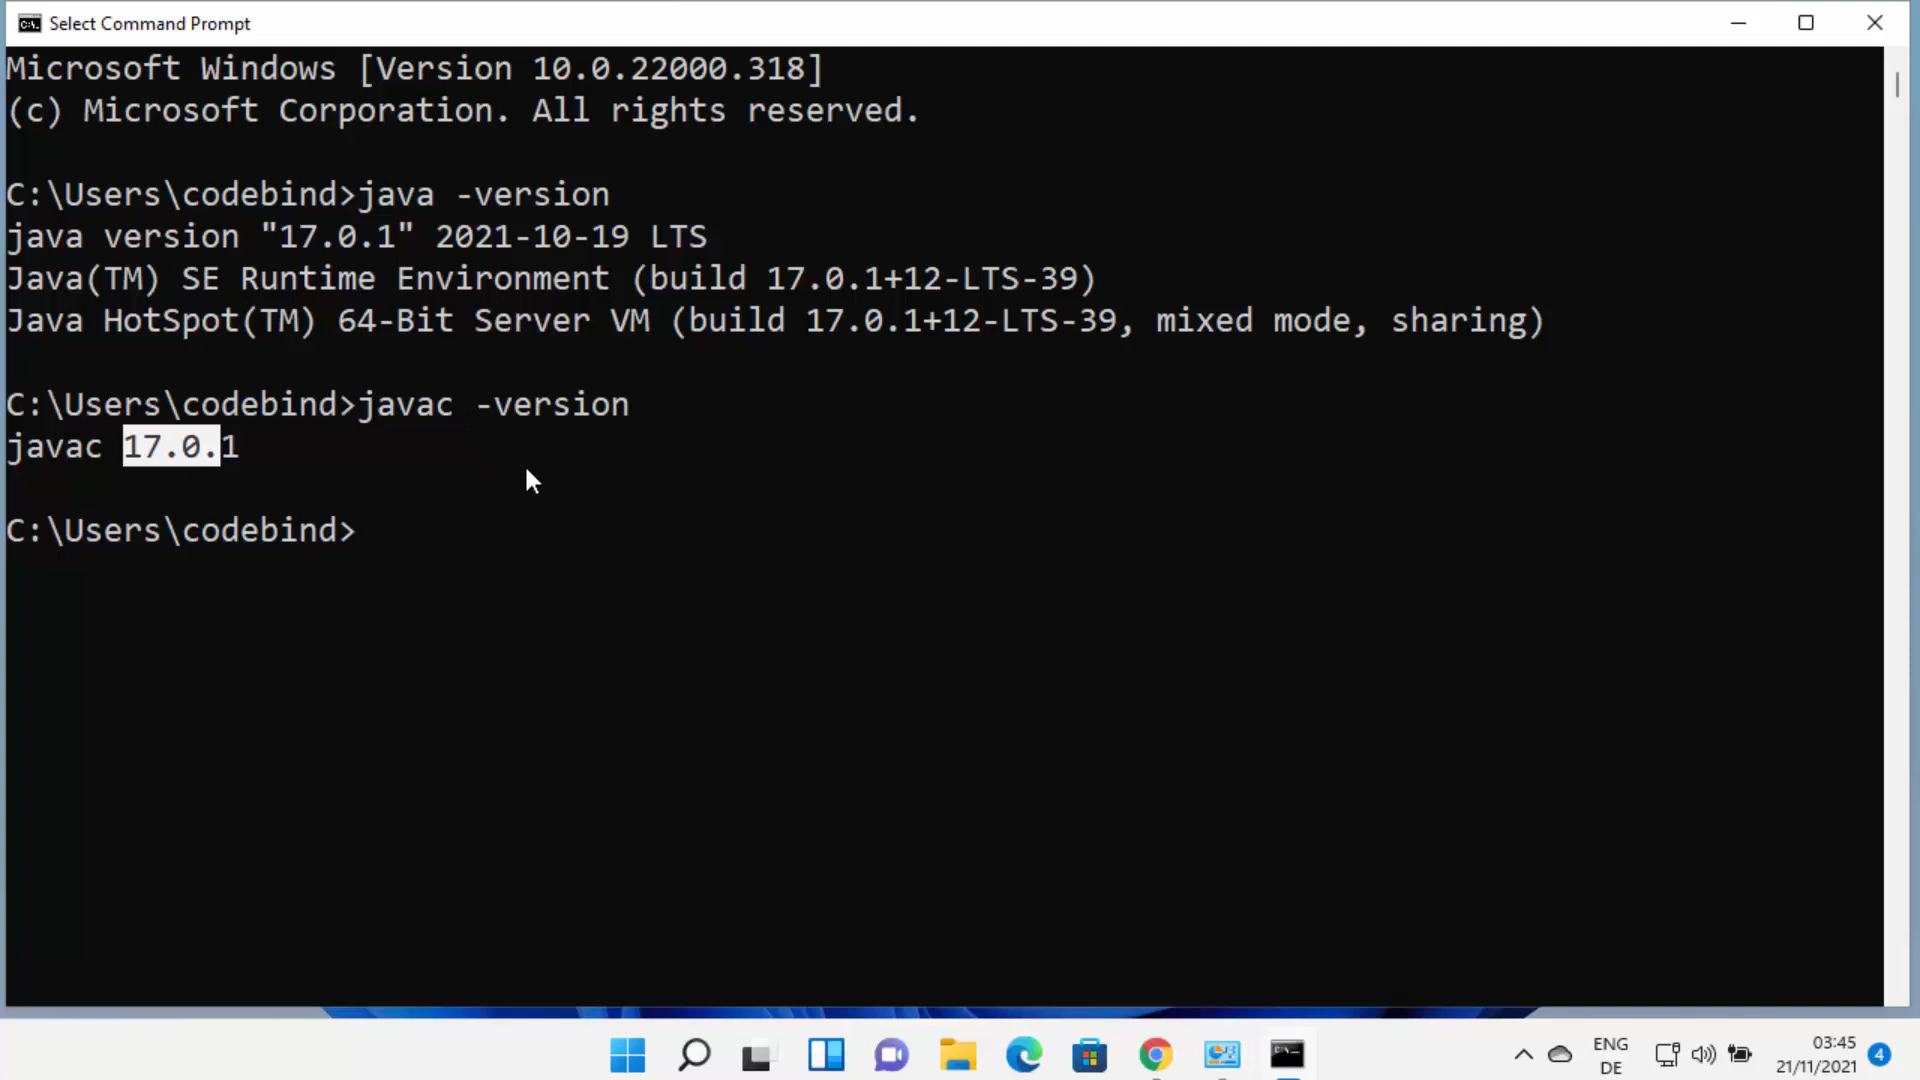 Select Command Prompt
Microsoft Windows [Version 10.0.22000.318]
(c) Microsoft Corporation. All rights reserved.
C:\Users\codebind>java -version
java version "17.0.1" 2021-10-19 LTS
Java(TM) SE Runtime Environment (build 17.0.1+12-LTS-39)
Java HotSpot(TM) 64-Bit Server VM (build 17.0.1+12-LTS-39, mixed mode, sharing)
C:\Users\codebind>javac -version
javac 17.0.1
C:\Users\codebind>
ENG
DE
03:45
21/11/2021
4